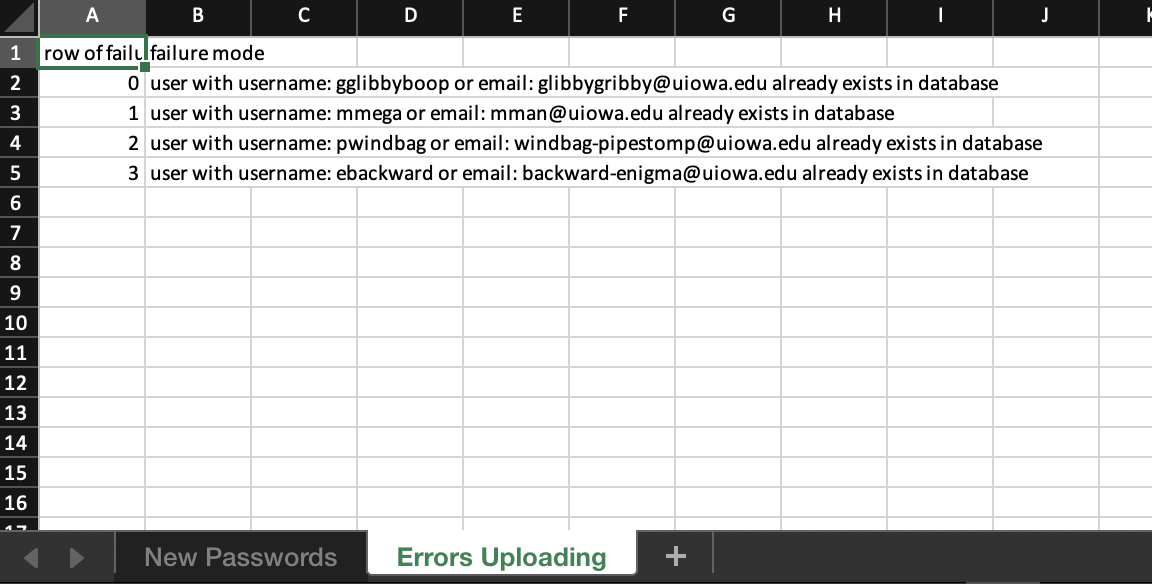 A B C D E F G H I J
1 row of failu failure mode
2 0 user with username: gglibbyboop or email: glibbygribby@uiowa.edu already exists in database
3 1 user with username: mmega or email: mman@uiowa.edu already exists in database
4 2 user with username: pwindbag or email: windbag-pipestomp@uiowa.edu already exists in database
5 3 user with username: ebackward or email: backward-enigma@uiowa.edu already exists in database
6
7
8
9
10
11
12
13
14
15
16
New Passwords Errors Uploading +